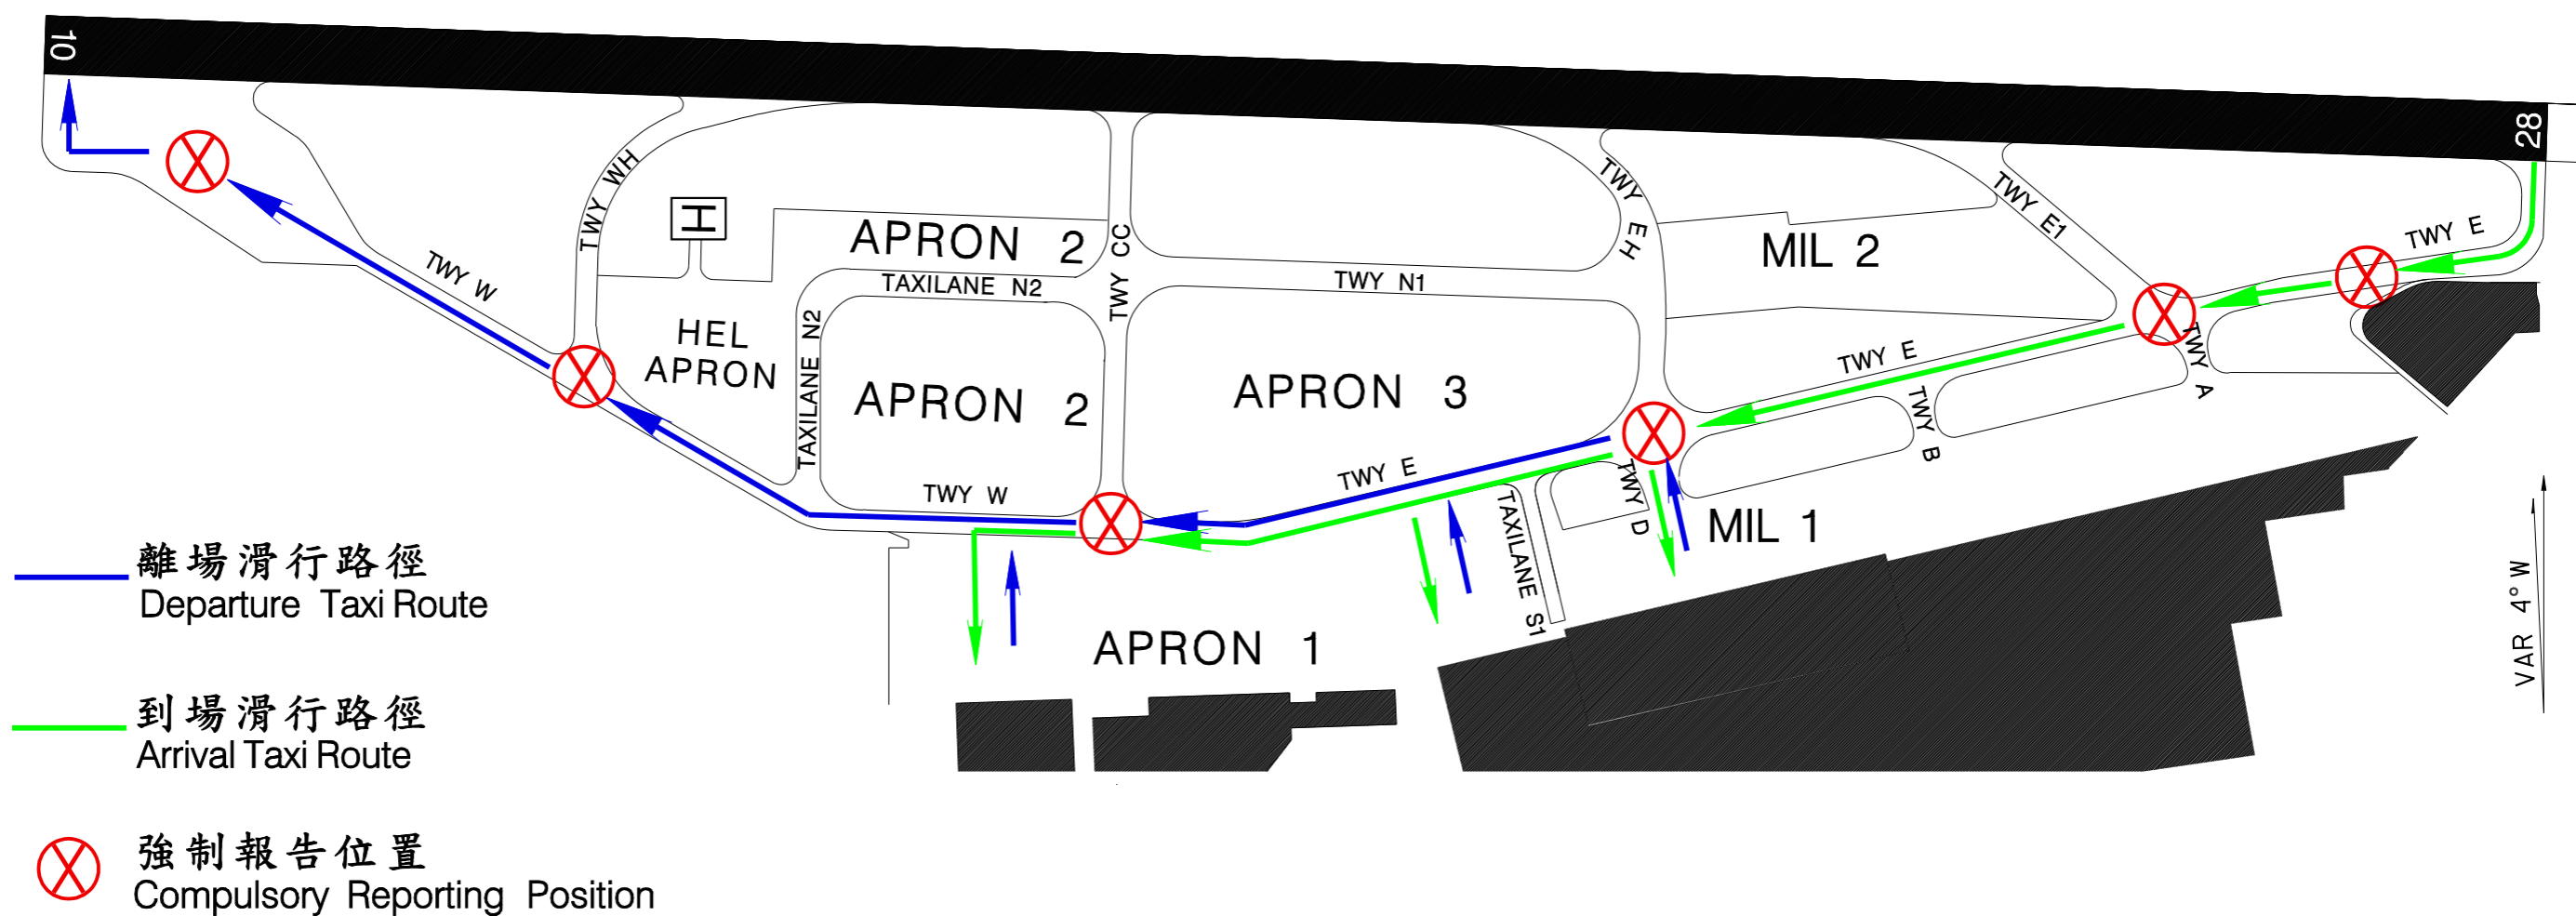 10
28
TWY WH
TWY EH
TWY E1
TWY E
H
APRON 2
TWY CC
MIL 2
TWY W
TAXILANE N2
TWY N1
HEL
APRON
TAXILANE N2
APRON 2
APRON 3
TWY E
TWY A
TWY B
TWY W
TWY E
TWY D
TAXILANE S1
MIL 1
APRON 1
VAR 4° W
離場滑行路徑
Departure Taxi Route
到場滑行路徑
Arrival Taxi Route
強制報告位置
Compulsory Reporting Position